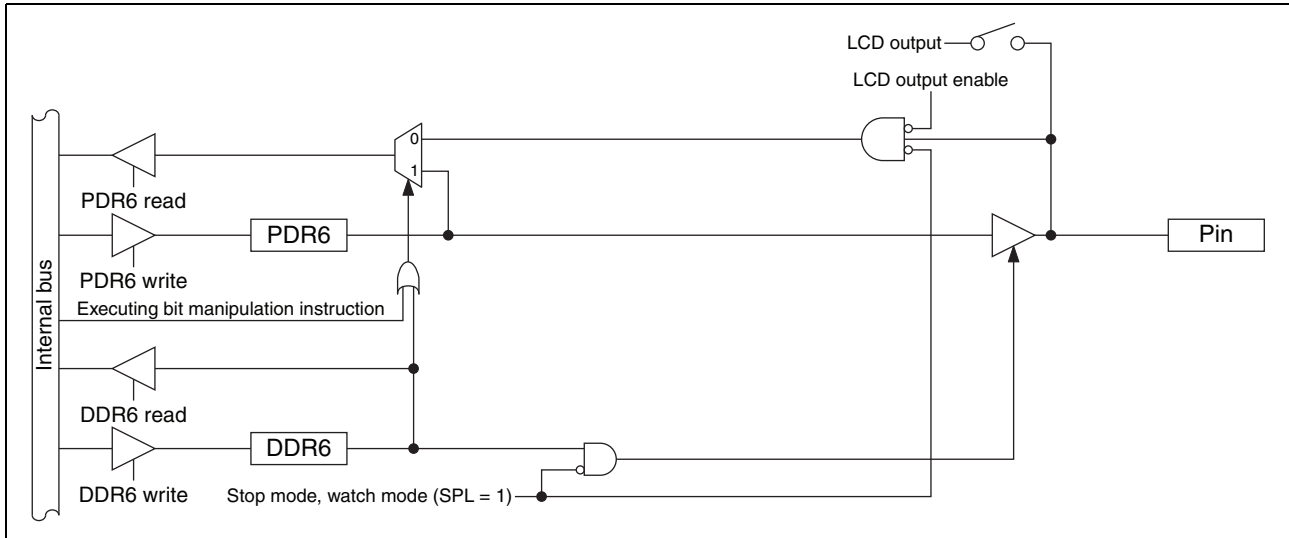 LCD output
LCD output enable
0
1
PDR6 read
PDR6
Pin
PDR6 write
Executing bit manipulation instruction
Internal bus
DDR6 read
DDR6
DDR6 write
Stop mode, watch mode (SPL = 1)